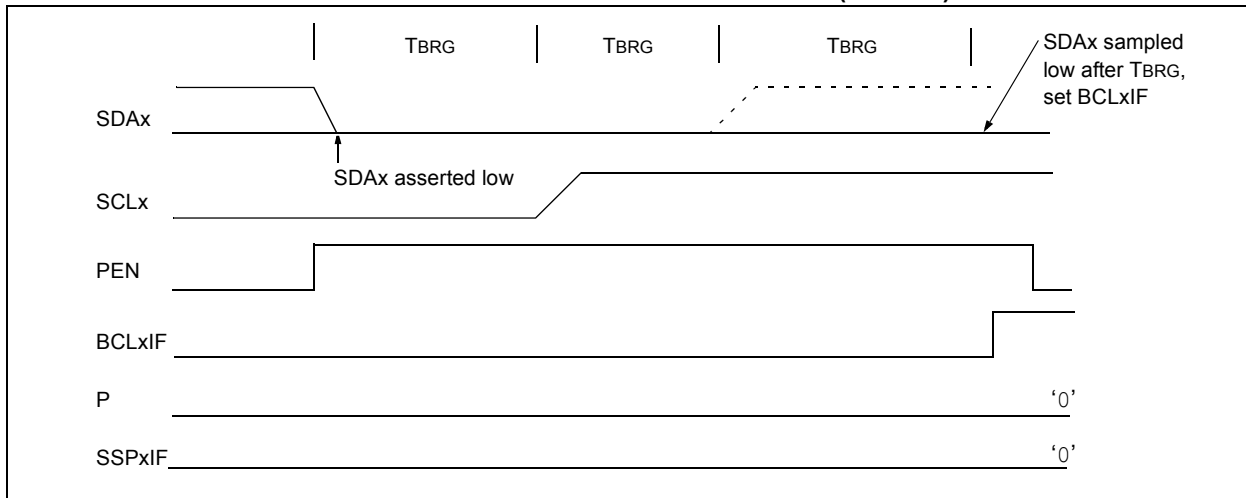 TBRG TBRG TBRG
SDAx sampled
low after TBRG,
set BCLxIF
SDAx
SDAx asserted low
SCLx
PEN
BCLxIF
P '0'
SSPxIF '0'